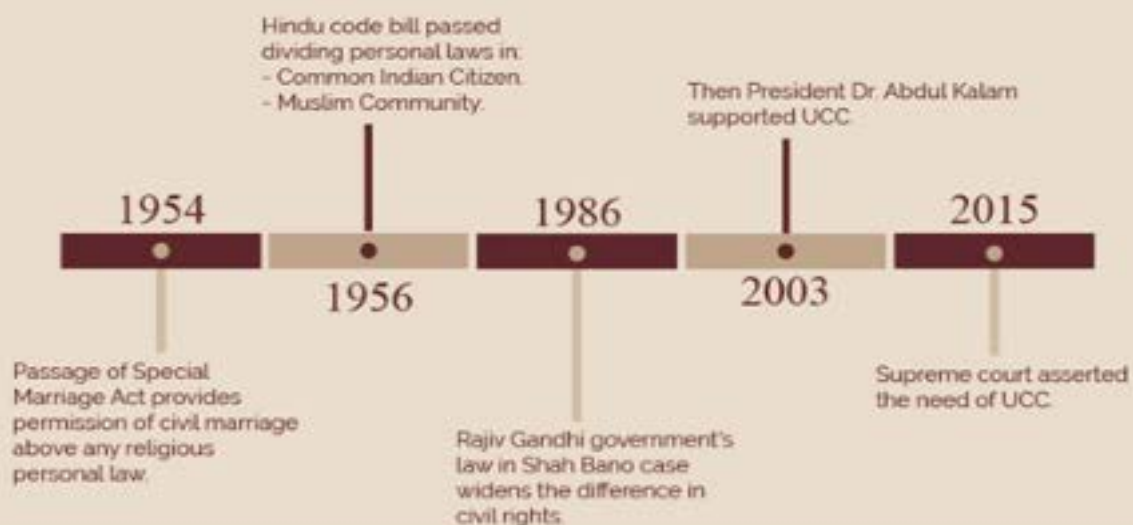 Hindu code bill passed
dividing personal laws in:
- Common Indian Citizen.
- Muslim Community.
Then President Dr. Abdul Kalam
supported UCC.
1954
1986
2015
1956
2003
Passage of Special
Marriage Act provides
permission of civil marriage
above any religious
personal law.
Rajiv Gandhi government's
law in Shah Bano case
widens the difference in
civil rights.
Supreme court asserted
the need of UCC.